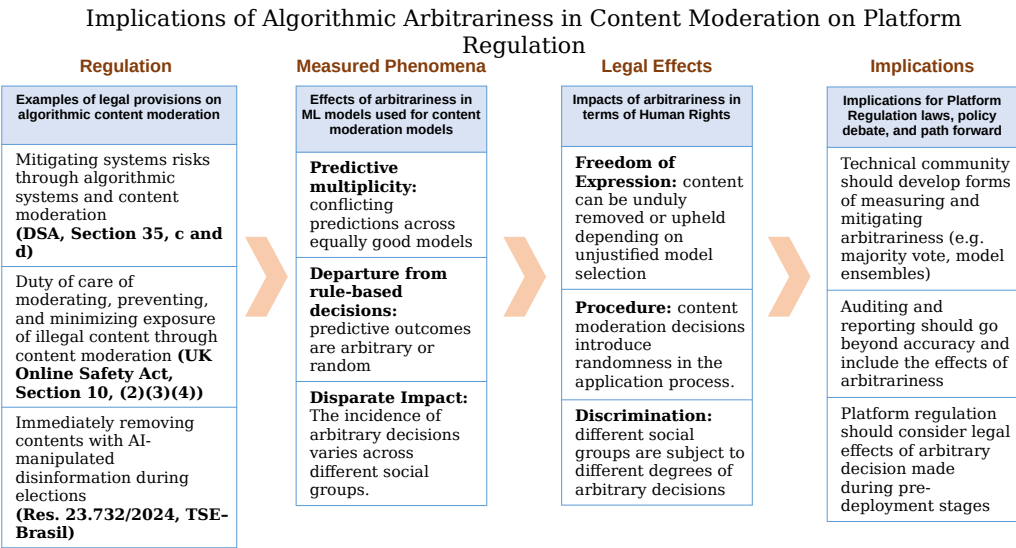 Implications of Algorithmic Arbitrariness in Content Moderation on Platform
Regulation
Regulation
Examples of legal provisions on
algorithmic content moderation
Mitigating systems risks
through algorithmic
systems and content
moderation
(DSA, Section 35, c and
d)
Duty of care of
moderating, preventing,
and minimizing exposure
of illegal content through
content moderation (UK
Online Safety Act,
Section 10, (2)(3)(4))
Immediately removing
contents with AI-
manipulated
disinformation during
elections
(Res. 23.732/2024, TSE–
Brasil)
Measured Phenomena
Effects of arbitrariness in
ML models used for content
moderation models
Predictive
multiplicity:
conflicting
predictions across
equally good models
Departure from
rule-based
decisions:
predictive outcomes
are arbitrary or
random
Disparate Impact:
The incidence of
arbitrary decisions
varies across
different social
groups.
Legal Effects
Impacts of arbitrariness in
terms of Human Rights
Freedom of
Expression: content
can be unduly
removed or upheld
depending on
unjustified model
selection
Procedure: content
moderation decisions
introduce
randomness in the
application process.
Discrimination:
different social
groups are subject to
different degrees of
arbitrary decisions
Implications
Implications for Platform
Regulation laws, policy
debate, and path forward
Technical community
should develop forms
of measuring and
mitigating
arbitrariness (e.g.
majority vote, model
ensembles)
Auditing and
reporting should go
beyond accuracy and
include the effects of
arbitrariness
Platform regulation
should consider legal
effects of arbitrary
decision made
during pre-
deployment stages